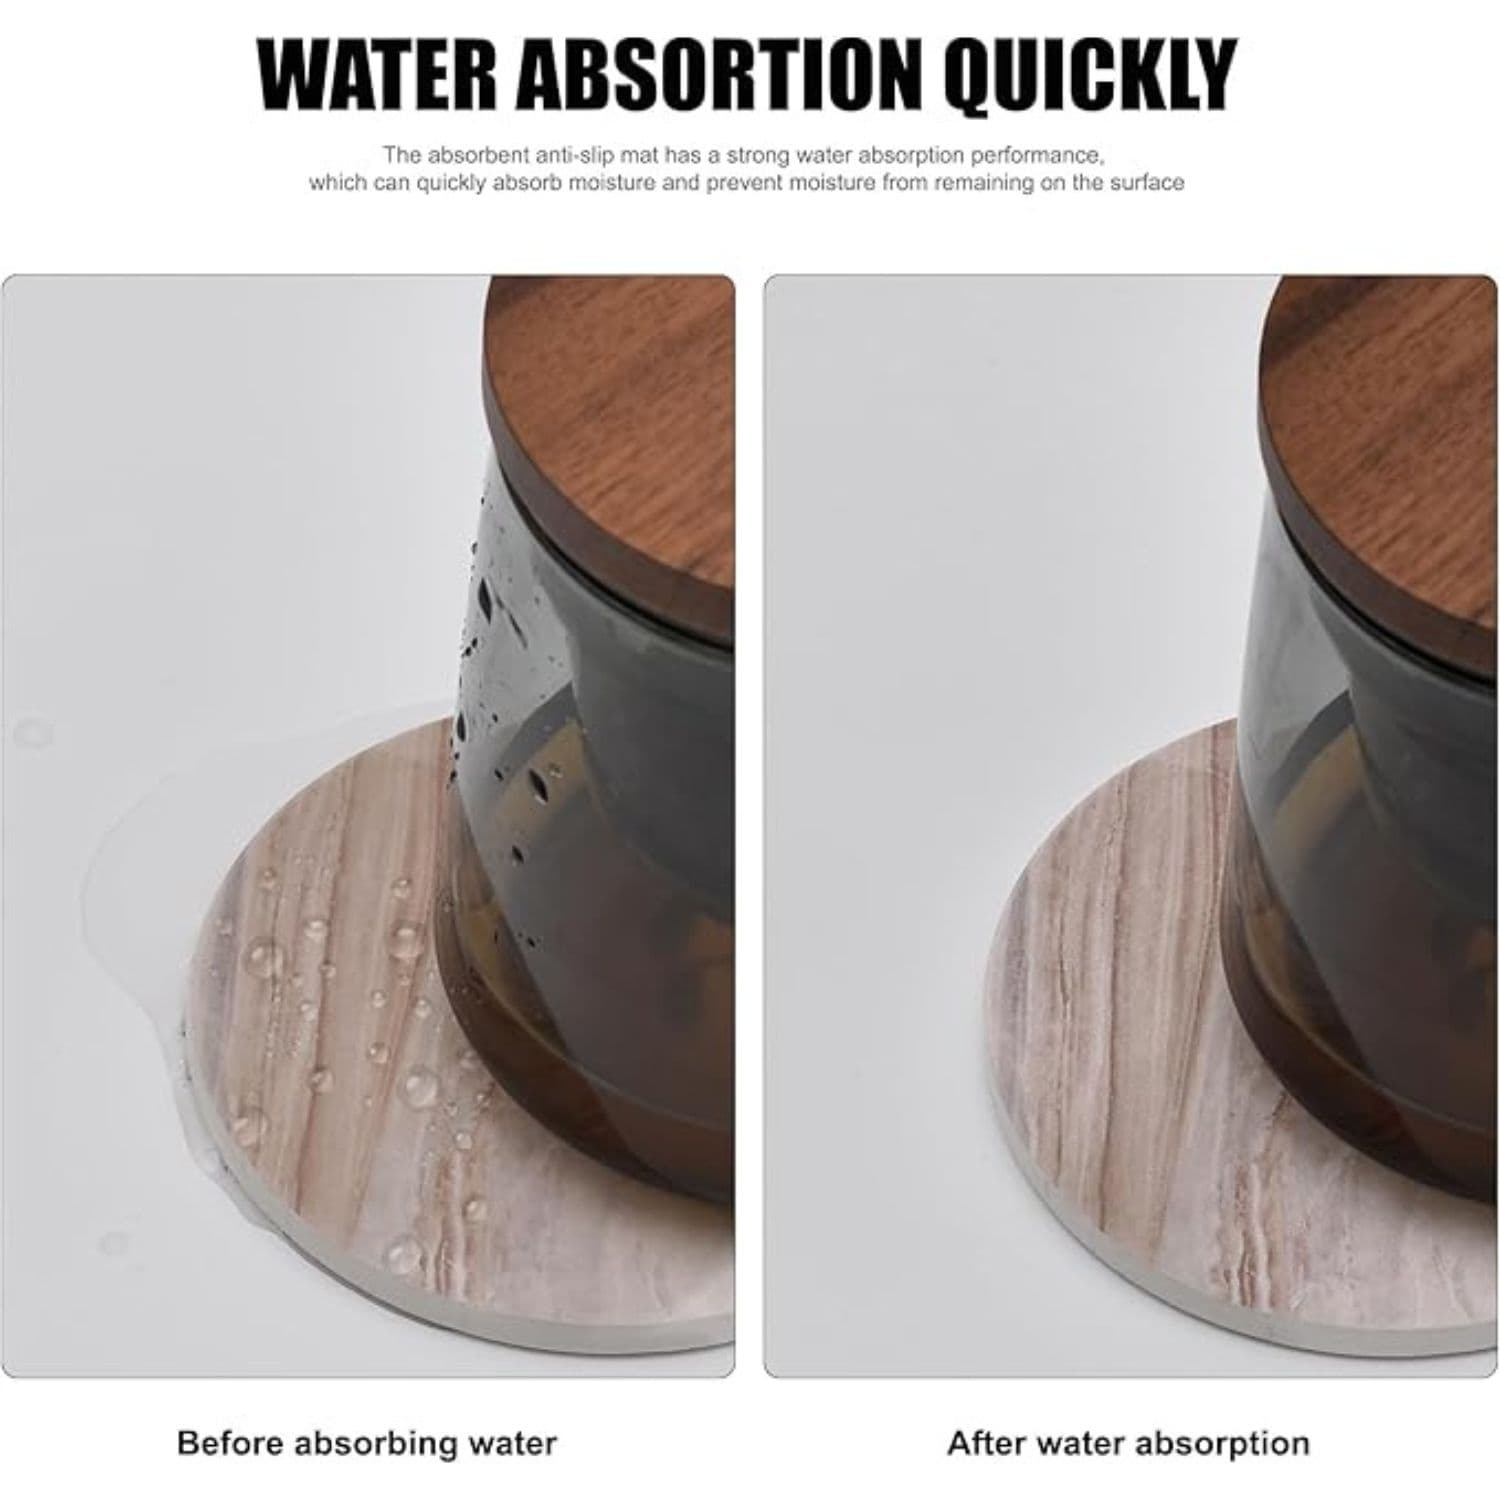 WATER ABSORTION QUICKLY
The absorbent anti-slip mat has a strong water absorption performance,
which can quickly absorb moisture and prevent moisture from remaining on the surface
Before absorbing water
After water absorption